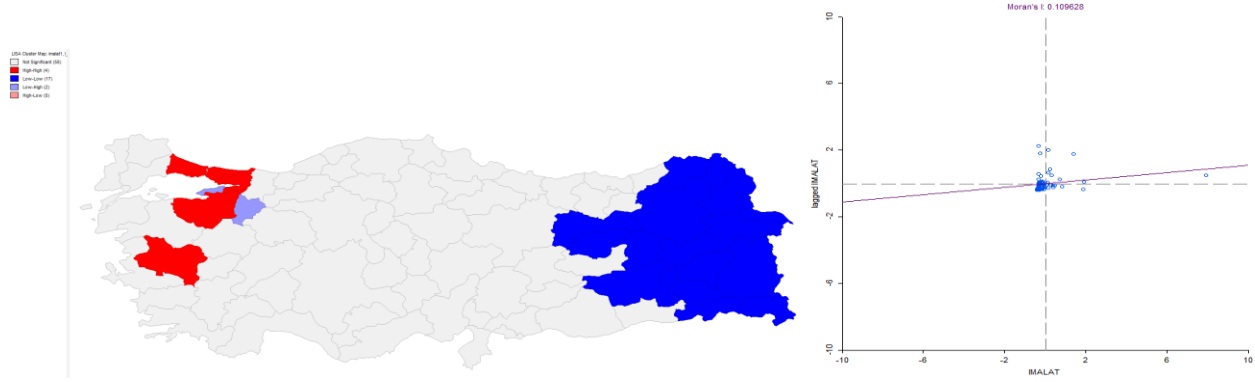 LISA Cluster Map: imalat1, I_
Not Significant (58)
High-High (4)
Low-Low (17)
Low-High (2)
High-Low (0)
Moran's I: 0.109628
lagged IMALAT
10
6
2
-2
-6
-10
-10
-6
-2
2
6
10
IMALAT